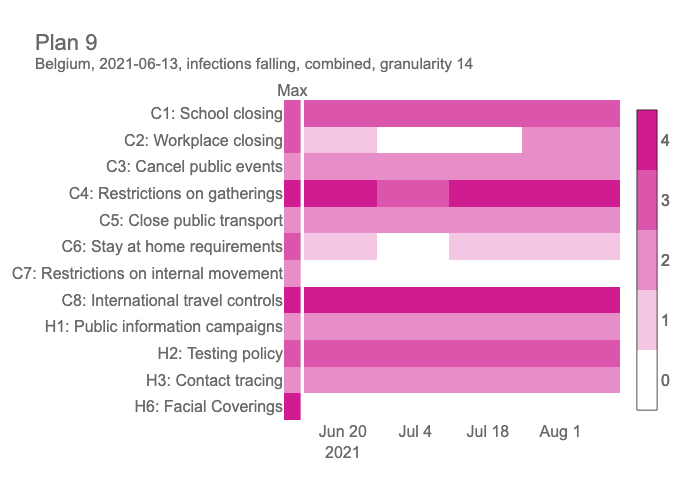 Plan 9
Belgium, 2021-06-13, infections falling, combined, granularity 14
Max
C1: School closing
C2: Workplace closing
C3: Cancel public events
C4: Restrictions on gatherings
C5: Close public transport
C6: Stay at home requirements
C7: Restrictions on internal movement
C8: International travel controls
H1: Public information campaigns
H2: Testing policy
H3: Contact tracing
H6: Facial Coverings
4
3
2
1
0
Jun 20 Jul 4 Jul 18 Aug 1
2021